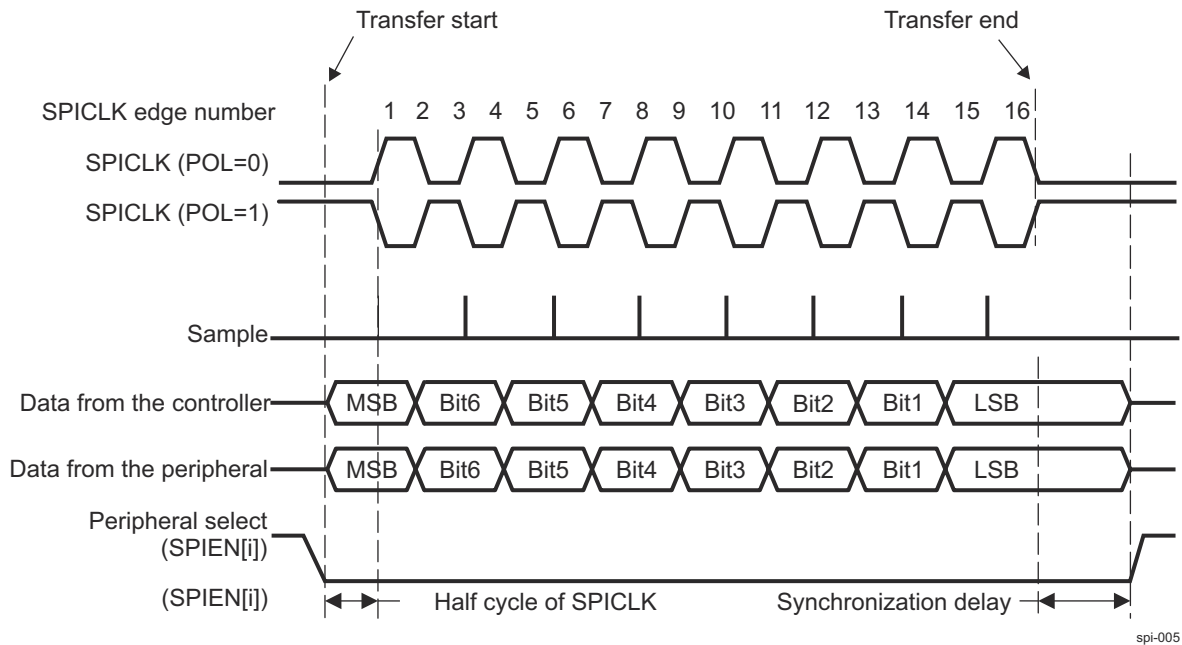 Transfer start
Transfer end
SPICLK edge number 1 2 3 4 5 6 7 8 9 10 11 12 13 14 15 16
SPICLK (POL=0)
SPICLK (POL=1)
Sample
Data from the controller MSB Bit6 Bit5 Bit4 Bit3 Bit2 Bit1 LSB
Data from the peripheral MSB Bit6 Bit5 Bit4 Bit3 Bit2 Bit1 LSB
Peripheral select
(SPIEN[i])
(SPIEN[i]) Half cycle of SPICLK Synchronization delay
spi-005